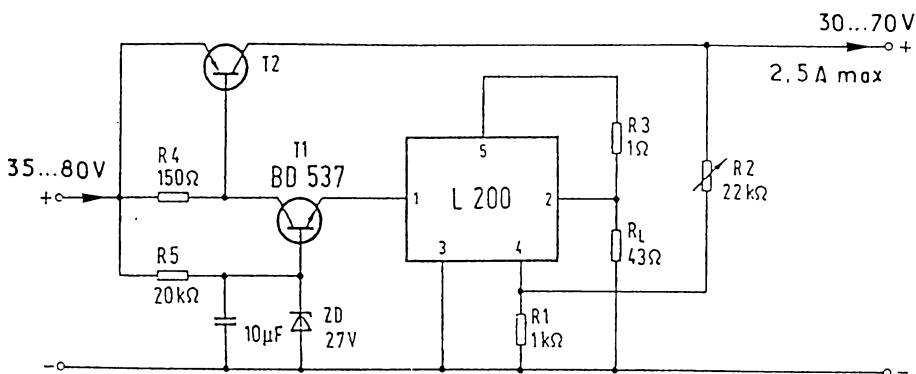 30...70V
+
2,5A max
T2
35...80V
+
R4
150Ω
T1
BD 537
5
1
L 200
2
3
4
R3
1Ω
R2
22kΩ
RL
43Ω
R5
20kΩ
10μF
ZD
27V
R1
1kΩ
-
-